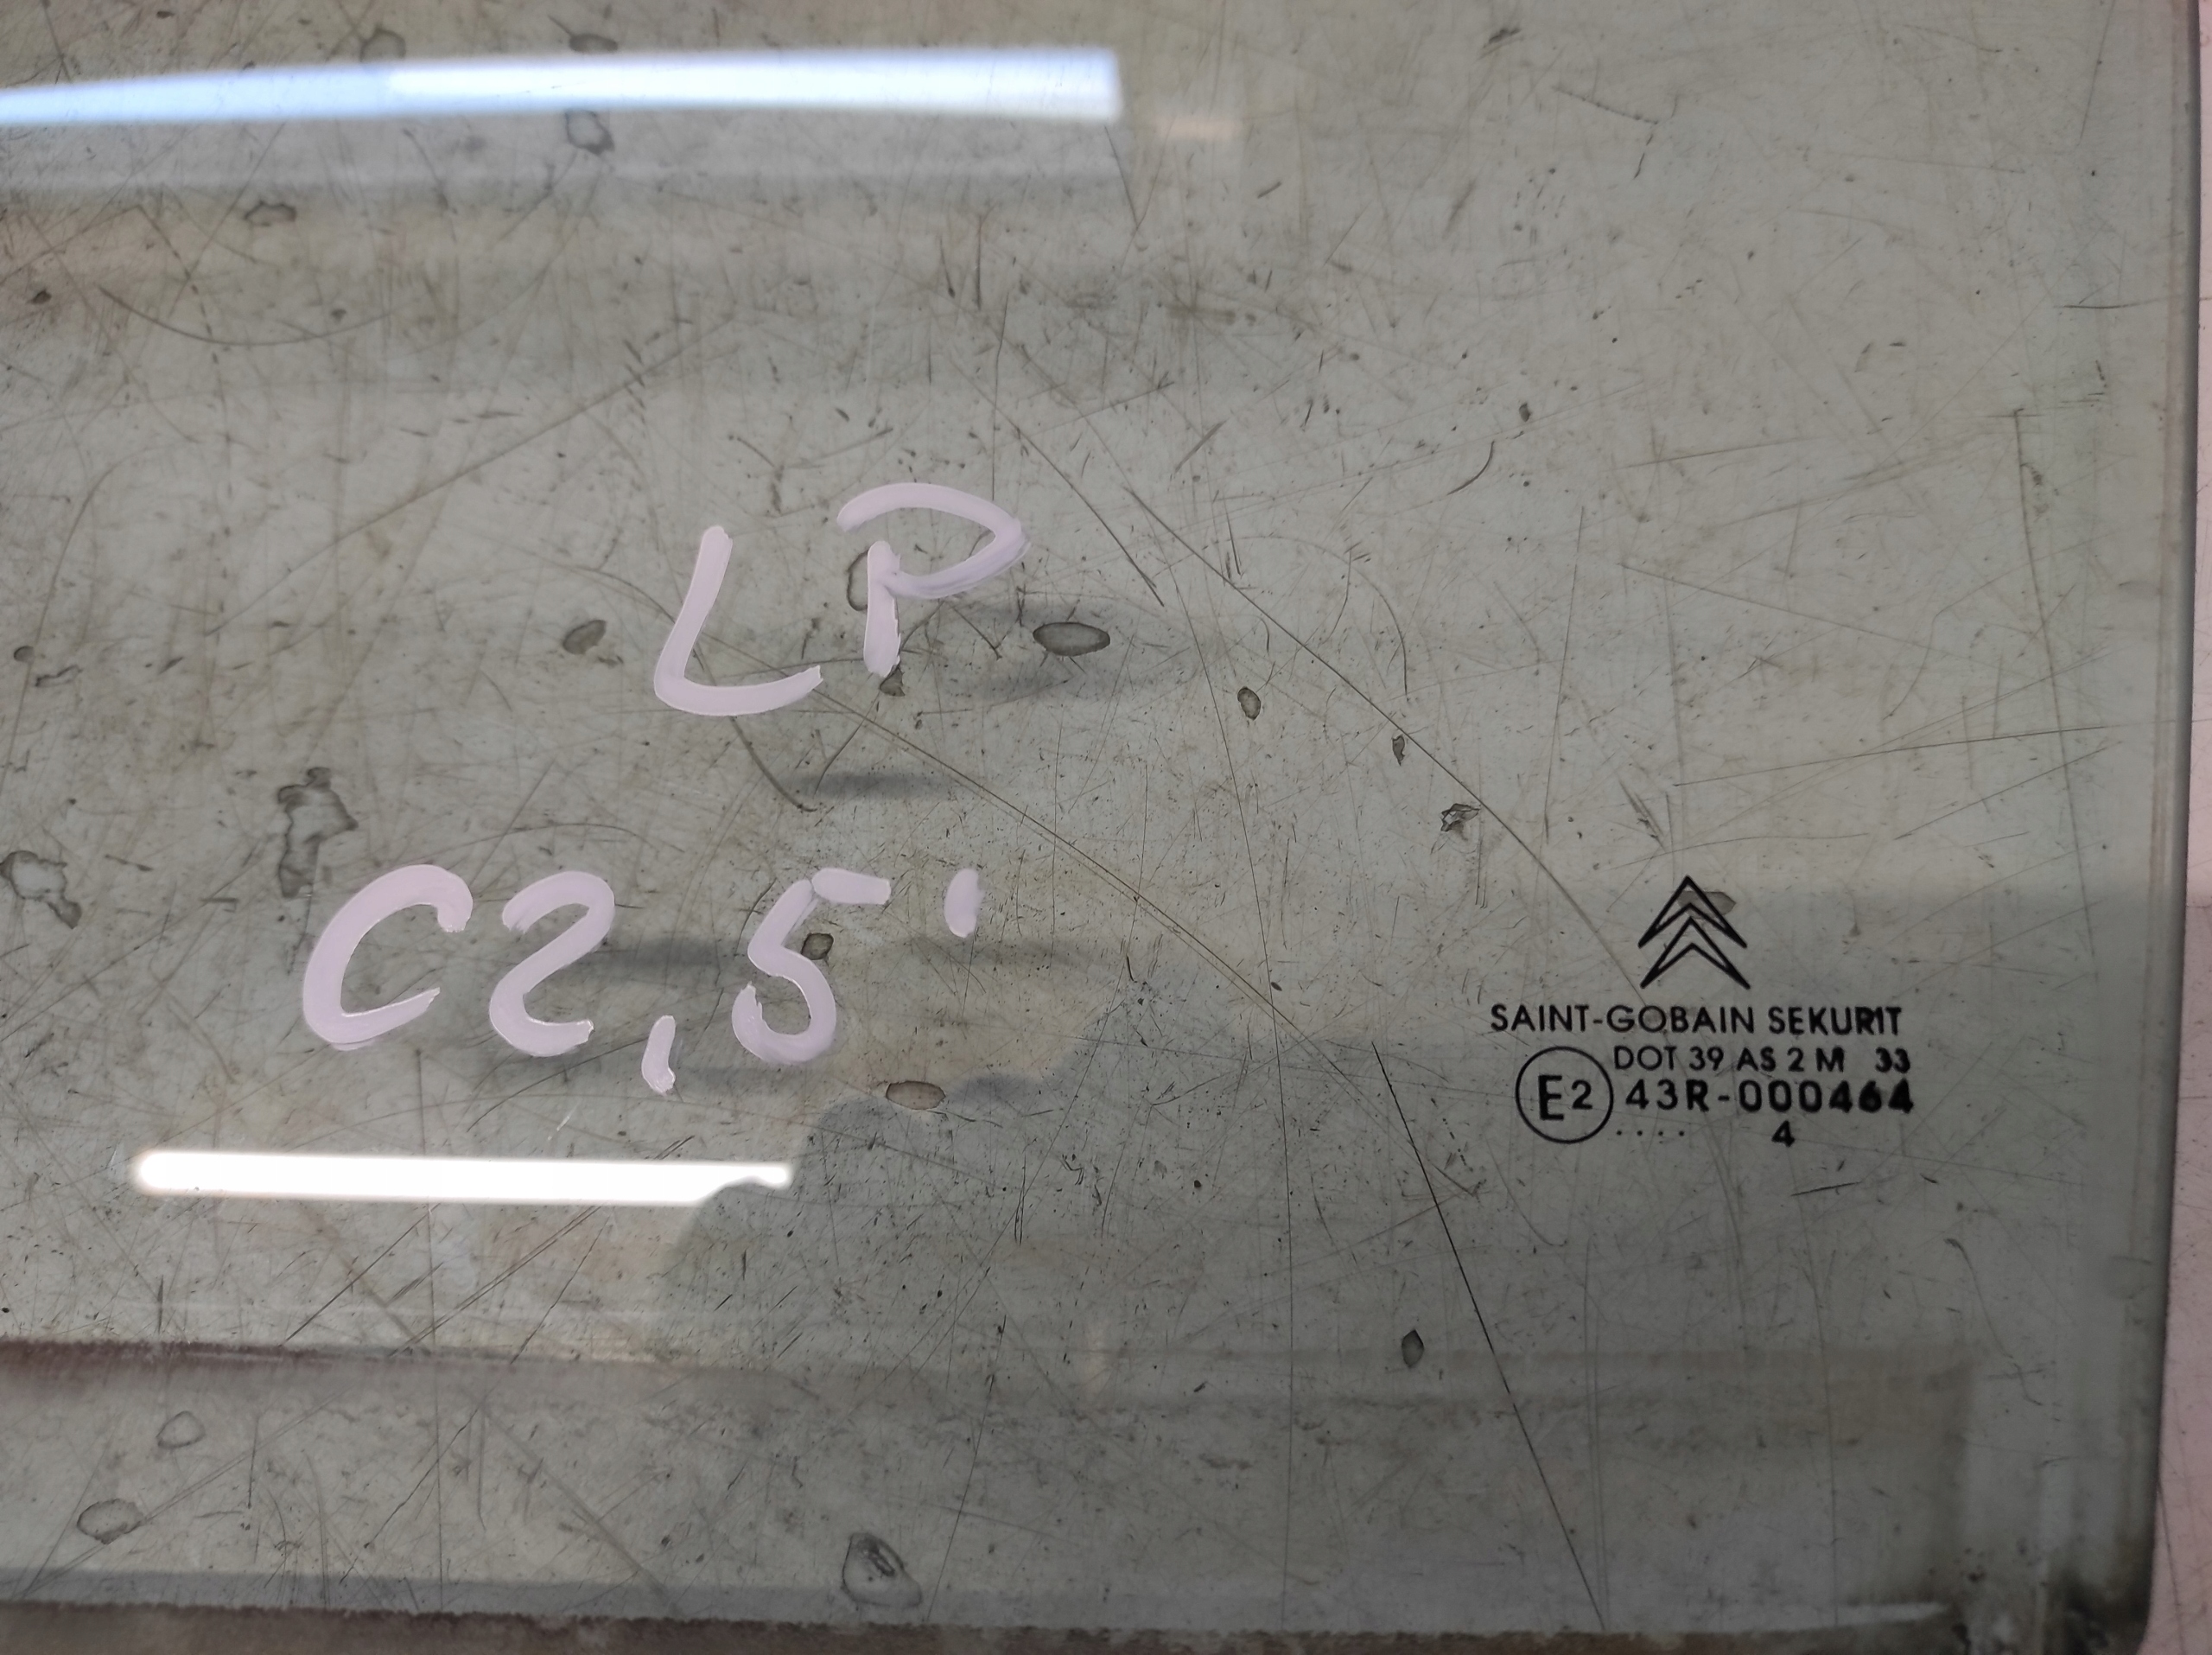 LP
C2,5'
SAINT-GOBAIN SEKURIT
DOT 39 AS 2 M 33
E2 43R-000464
.... 4